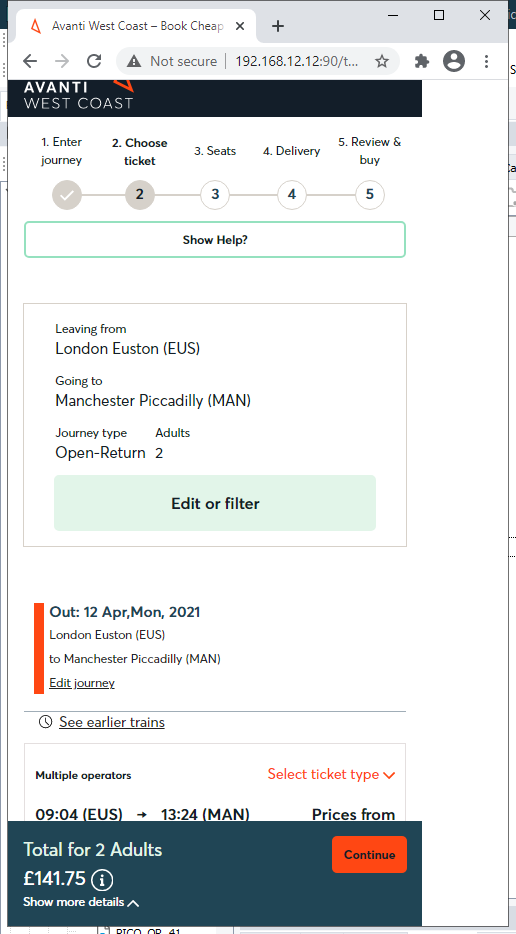 Avanti West Coast – Book Cheap
Not secure 192.168.12.12:90/t...
AVANTI
WEST COAST
1. Enter journey
2. Choose ticket
3. Seats
4. Delivery
5. Review & buy
2
3
4
5
Show Help?
Leaving from
London Euston (EUS)
Going to
Manchester Piccadilly (MAN)
Journey type Adults
Open-Return 2
Edit or filter
Out: 12 Apr,Mon, 2021
London Euston (EUS)
to Manchester Piccadilly (MAN)
Edit journey
See earlier trains
Multiple operators Select ticket type
09:04 (EUS) → 13:24 (MAN) Prices from
Total for 2 Adults
£141.75
Continue
Show more details